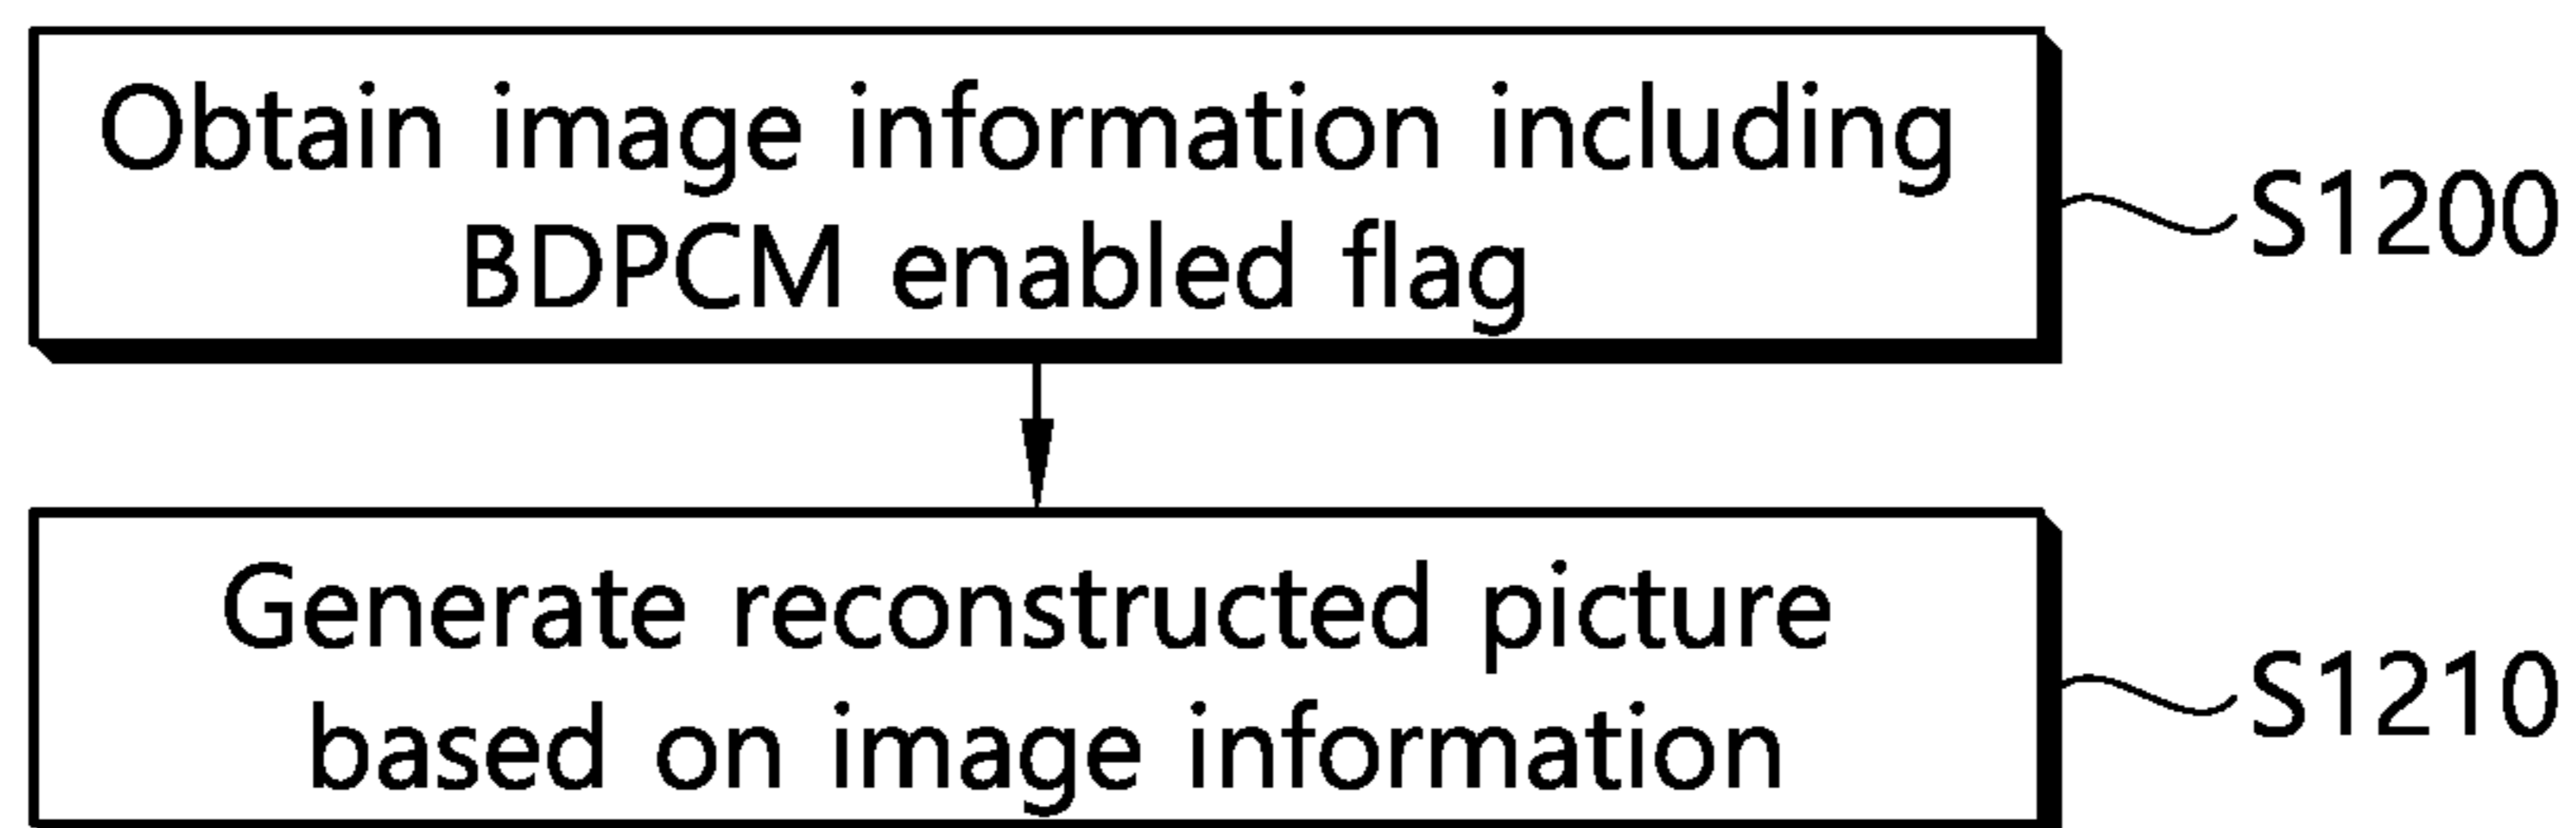 Obtain image information including
BDPCM enabled flag
S1200
Generate reconstructed picture
based on image information
S1210